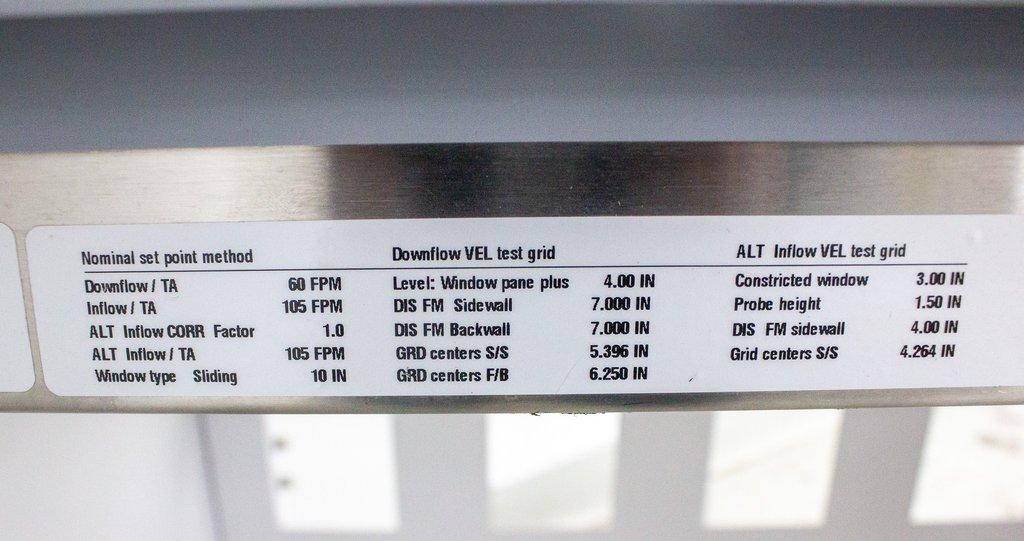 Nominal set point method
Downflow / TA 60 FPM
Inflow / TA 105 FPM
ALT Inflow CORR Factor 1.0
ALT Inflow / TA 105 FPM
Window type Sliding 10 IN
Downflow VEL test grid
Level: Window pane plus 4.00 IN
DIS FM Sidewall 7.000 IN
DIS FM Backwall 7.000 IN
GRD centers S/S 5.396 IN
GRD centers F/B 6.250 IN
ALT Inflow VEL test grid
Constricted window 3.00 IN
Probe height 1.50 IN
DIS FM sidewall 4.00 IN
Grid centers S/S 4.264 IN